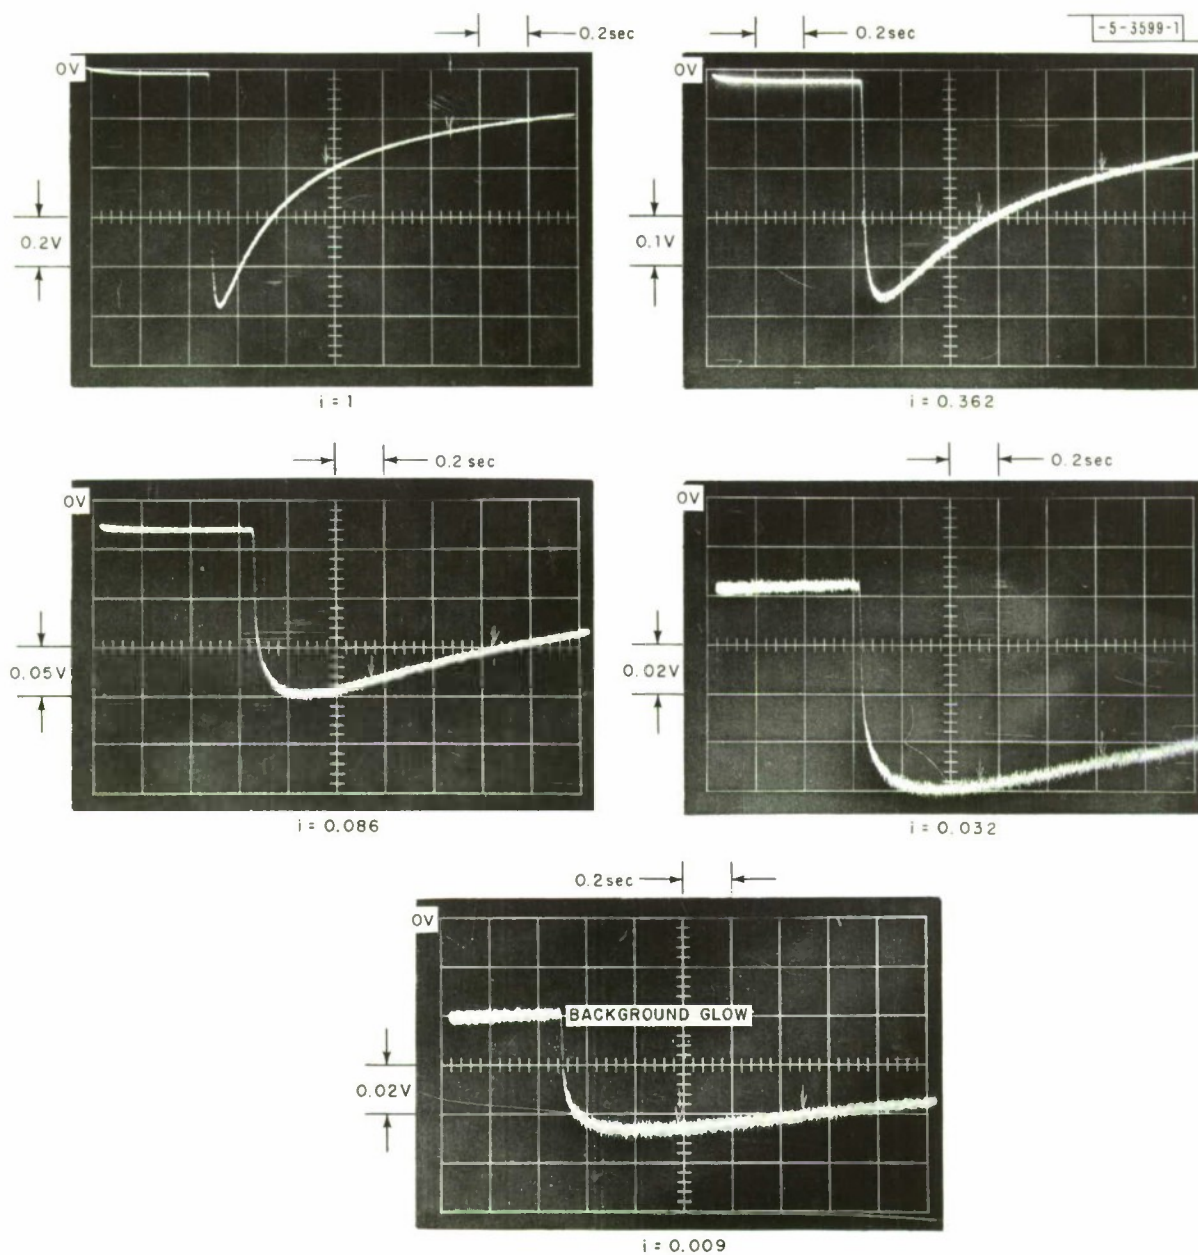 0.2sec
0.2sec
-5-3599-1
0V
0V
0.2V
0.1V
i = 1
i = 0.362
0.2 sec
0.2sec
0V
0V
0.05V
0.02V
i = 0.086
i = 0.032
0.2sec
0V
BACKGROUND GLOW
0.02V
i = 0.009